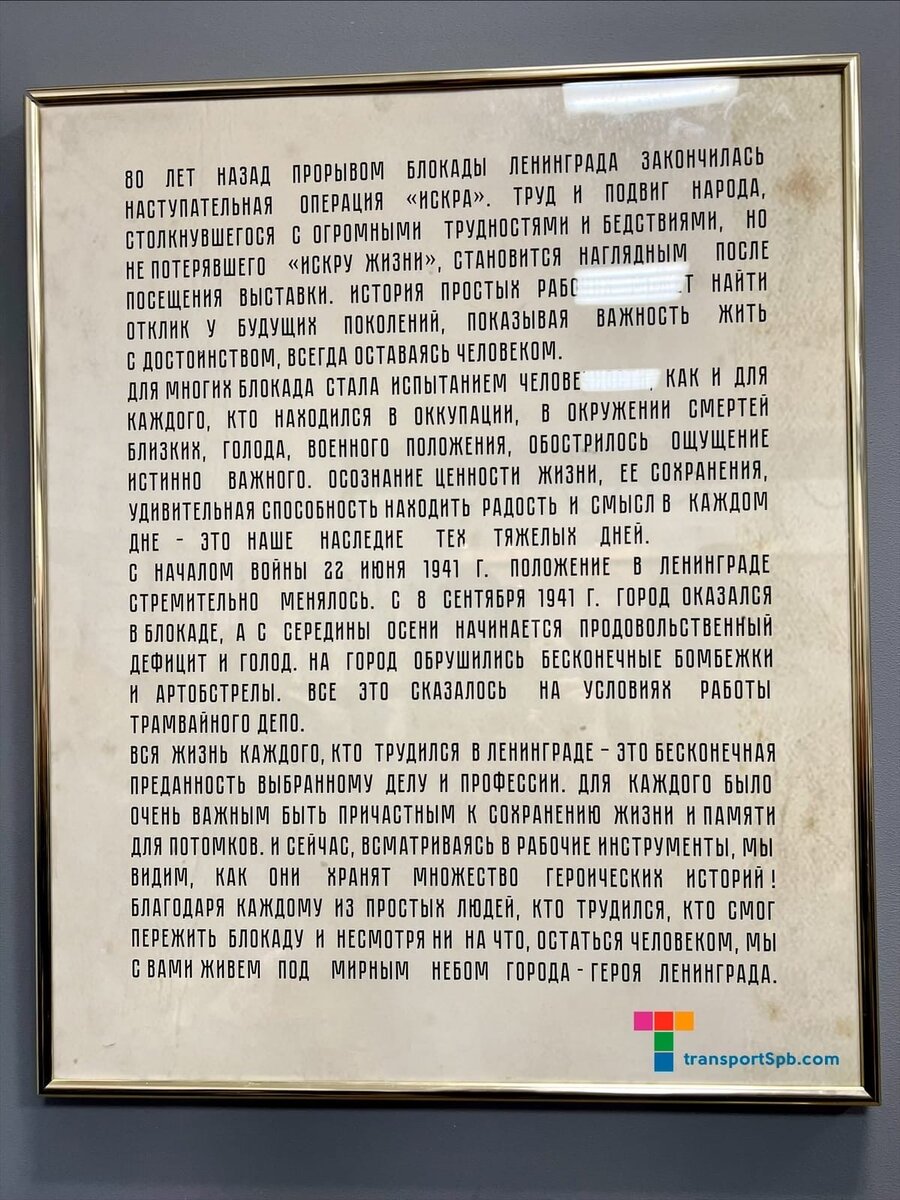 80 ЛЕТ НАЗАД ПРОРЫВОМ БЛОКАДЫ ЛЕНИНГРАДА ЗАКОНЧИЛАСЬ
НАСТУПАТЕЛЬНАЯ ОПЕРАЦИЯ «ИСКРА». ТРУД И ПОДВИГ НАРОДА,
СТОЛКНУВШЕГОСЯ С ОГРОМНЫМИ ТРУДНОСТЯМИ И БЕДСТВИЯМИ, НО
НЕ ПОТЕРЯВШЕГО «ИСКРУ ЖИЗНИ», СТАНОВИТСЯ НАГЛЯДНЫМ ПОСЛЕ
ПОСЕЩЕНИЯ ВЫСТАВКИ. ИСТОРИЯ ПРОСТЫХ НАЙТИ
ОТКЛИК У БУДУЩИХ ПОКОЛЕНИЙ, ПОКАЗЫВАЯ ВАЖНОСТЬ ЖИТЬ
С ДОСТОИНСТВОМ, ВСЕГДА ОСТАВАЯСЬ ЧЕЛОВЕКОМ.
ДЛЯ МНОГИХ БЛОКАДА СТАЛА ИСПЫТАНИЕМ КАК И ДЛЯ
КАЖДОГО, КТО НАХОДИЛСЯ В ОККУПАЦИИ, В ОКРУЖЕНИИ СМЕРТЕЙ
БЛИЗКИХ, ГОЛОДА, ВОЕННОГО ПОЛОЖЕНИЯ, ОБОСТРИЛОСЬ ОЩУЩЕНИЕ
ИСТИННО ВАЖНОГО. ОСОЗНАНИЕ ЦЕННОСТИ ЖИЗНИ, ЕЕ СОХРАНЕНИЯ,
УДИВИТЕЛЬНАЯ СПОСОБНОСТЬ НАХОДИТЬ РАДОСТЬ И СМЫСЛ В КАЖДОМ
ДНЕ - ЭТО НАШЕ НАСЛЕДИЕ ТЕХ ТЯЖЕЛЫХ ДНЕЙ.
С НАЧАЛОМ ВОЙНЫ 22 ИЮНЯ 1941 Г. ПОЛОЖЕНИЕ В ЛЕНИНГРАДЕ
СТРЕМИТЕЛЬНО МЕНЯЛОСЬ. С 8 СЕНТЯБРЯ 1941 Г. ГОРОД ОКАЗАЛСЯ
В БЛОКАДЕ, А С СЕРЕДИНЫ ОСЕНИ НАЧИНАЕТСЯ ПРОДОВОЛЬСТВЕННЫЙ
ДЕФИЦИТ И ГОЛОД. НА ГОРОД ОБРУШИЛИСЬ БЕСКОНЕЧНЫЕ БОМБЕЖКИ
И АРТОБСТРЕЛЫ. ВСЕ ЭТО СКАЗАЛОСЬ НА УСЛОВИЯХ РАБОТЫ
ТРАМВАЙНОГО ДЕПО.
ВСЯ ЖИЗНЬ КАЖДОГО, КТО ТРУДИЛСЯ В ЛЕНИНГРАДЕ - ЭТО БЕСКОНЕЧНАЯ
ПРЕДАННОСТЬ ВЫБРАННОМУ ДЕЛУ И ПРОФЕССИИ. ДЛЯ КАЖДОГО БЫЛО
ОЧЕНЬ ВАЖНЫМ БЫТЬ ПРИЧАСТНЫМ К СОХРАНЕНИЮ ЖИЗНИ И ПАМЯТИ
ДЛЯ ПОТОМКОВ. И СЕЙЧАС, ВСМАТРИВАЯСЬ В РАБОЧИЕ ИНСТРУМЕНТЫ, МЫ
ВИДИМ, КАК ОНИ ХРАНЯТ МНОЖЕСТВО ГЕРОИЧЕСКИХ ИСТОРИЙ!
БЛАГОДАРЯ КАЖДОМУ ИЗ ПРОСТЫХ ЛЮДЕЙ, КТО ТРУДИЛСЯ, КТО СМОГ
ПЕРЕЖИТЬ БЛОКАДУ И НЕСМОТРЯ НИ НА ЧТО, ОСТАТЬСЯ ЧЕЛОВЕКОМ, МЫ
С ВАМИ ЖИВЕМ ПОД МИРНЫМ НЕБОМ ГОРОДА - ГЕРОЯ ЛЕНИНГРАДА.
transportSpb.com